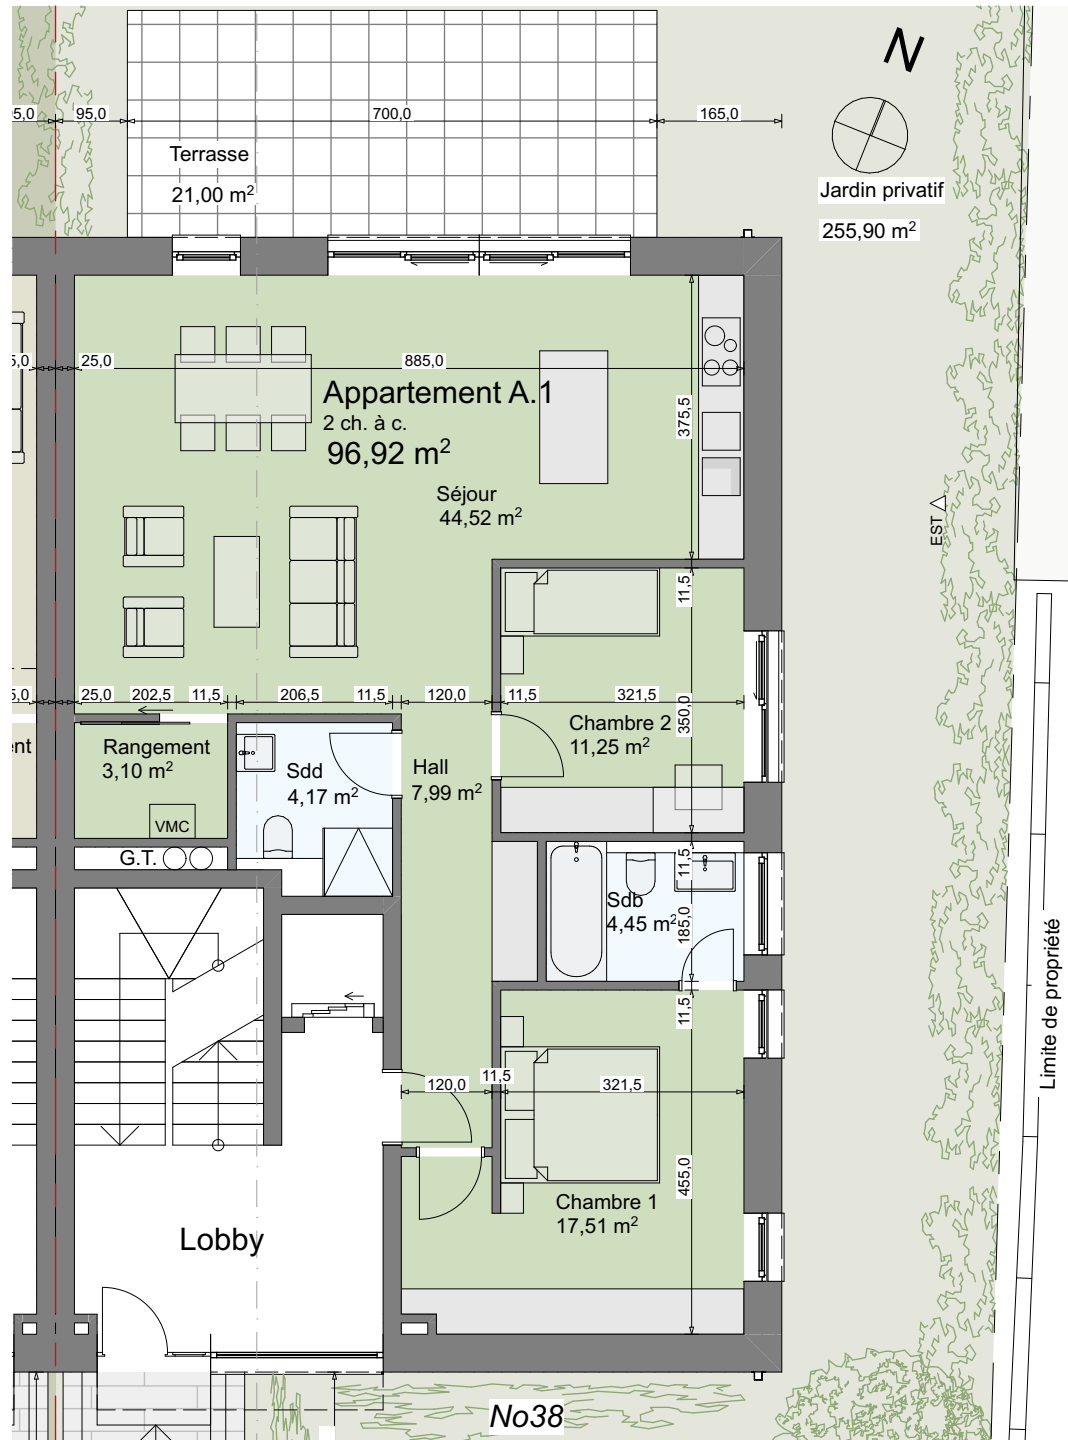 N
5,0
95,0
700,0
165,0
Terrasse
21,00 m²
Jardin privatif
255,90 m²
5,0
25,0
885,0
Appartement A.1
2 ch. à c.
96,92 m²
375,5
Séjour
44,52 m²
EST
11,5
5,0
25,0
202,5
11,5
206,5
11,5
120,0
11,5
321,5
350,0
ent
Rangement
3,10 m²
VMC
G.T.
Sdd
4,17 m²
Hall
7,99 m²
Chambre 2
11,25 m²
11,5
Sdb
4,45 m²
185,0
11,5
Limite de propriété
120,0
11,5
321,5
455,0
Chambre 1
17,51 m²
Lobby
No38